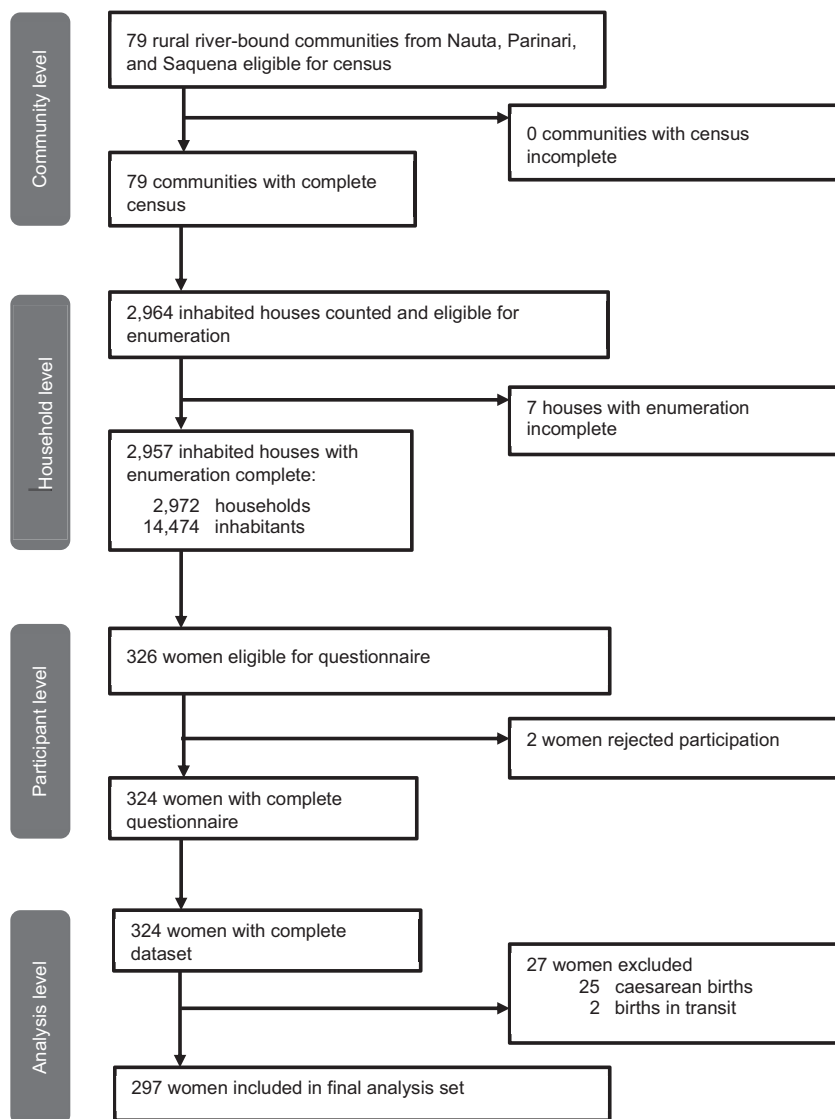 Community level
79 rural river-bound communities from Nauta, Parinari,
and Saquena eligible for census
0 communities with census
incomplete
79 communities with complete
census
Household level
2,964 inhabited houses counted and eligible for
enumeration
7 houses with enumeration
incomplete
2,957 inhabited houses with
enumeration complete:
2,972 households
14,474 inhabitants
Participant level
326 women eligible for questionnaire
2 women rejected participation
324 women with complete
questionnaire
Analysis level
324 women with complete
dataset
27 women excluded
25 caesarean births
2 births in transit
297 women included in final analysis set